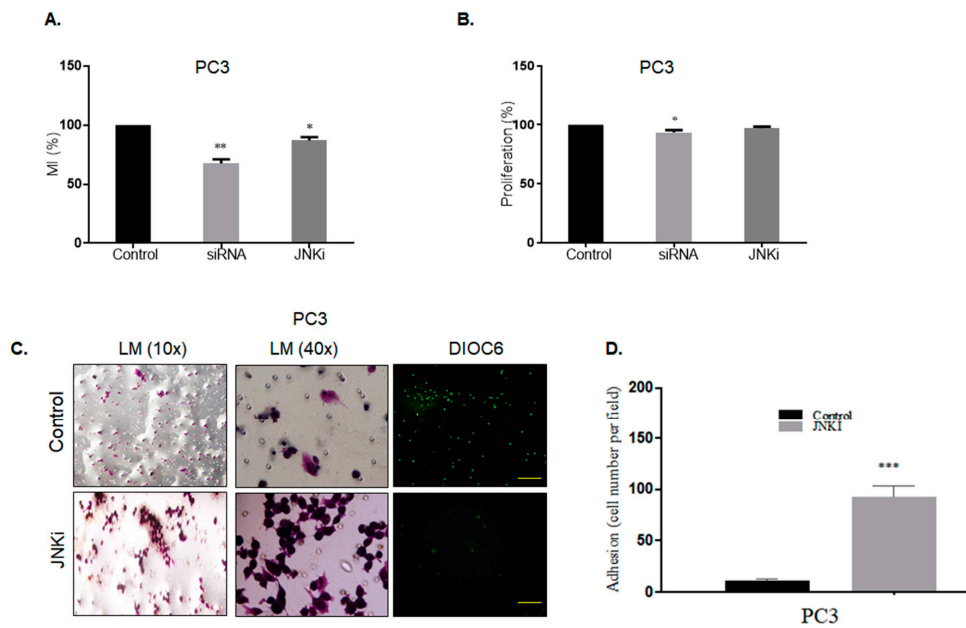 A.
PC3
150
100
50
0
MI (%)
**
*
Control siRNA JNKi
B.
PC3
150
100
50
0
Proliferation (%)
*
Control siRNA JNKi
PC3
C.
LM (10x) LM (40x) DIOC6
Control
JNKi
D.
200
150
100
50
0
Adhesion (cell number per field)
Control
JNKI
***
PC3